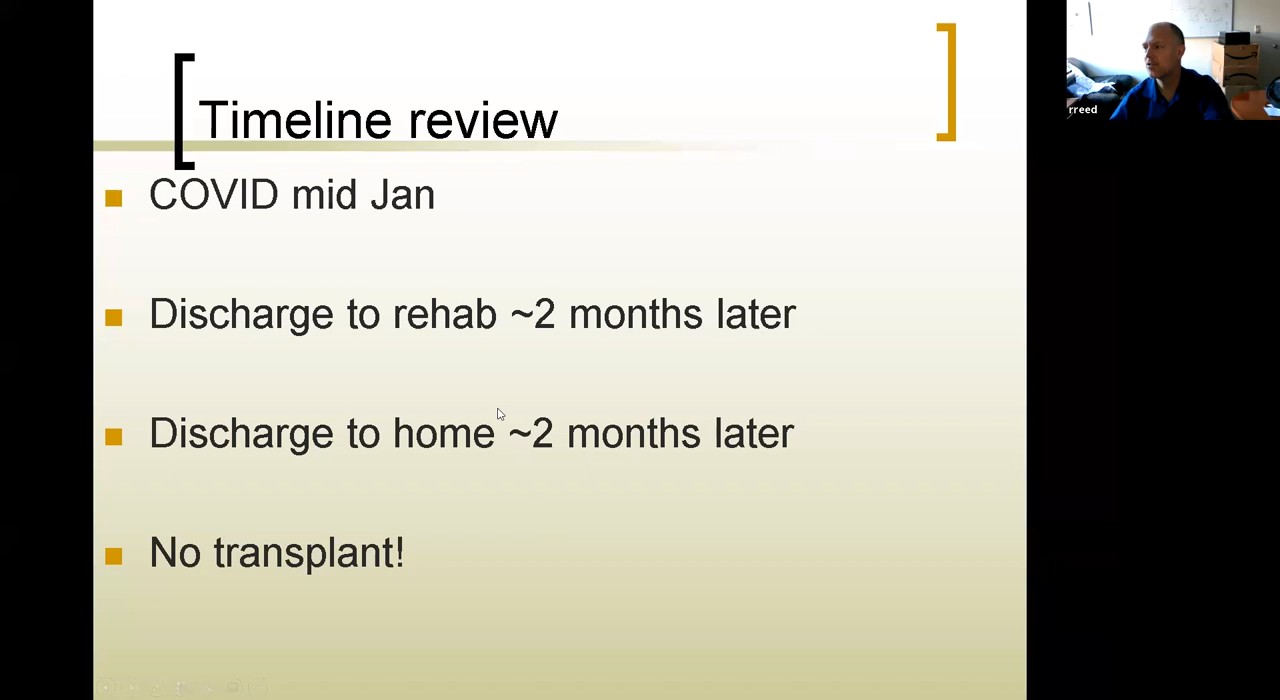 Timeline review
COVID mid Jan
Discharge to rehab ~2 months later
Discharge to home ~2 months later
No transplant!
rreed